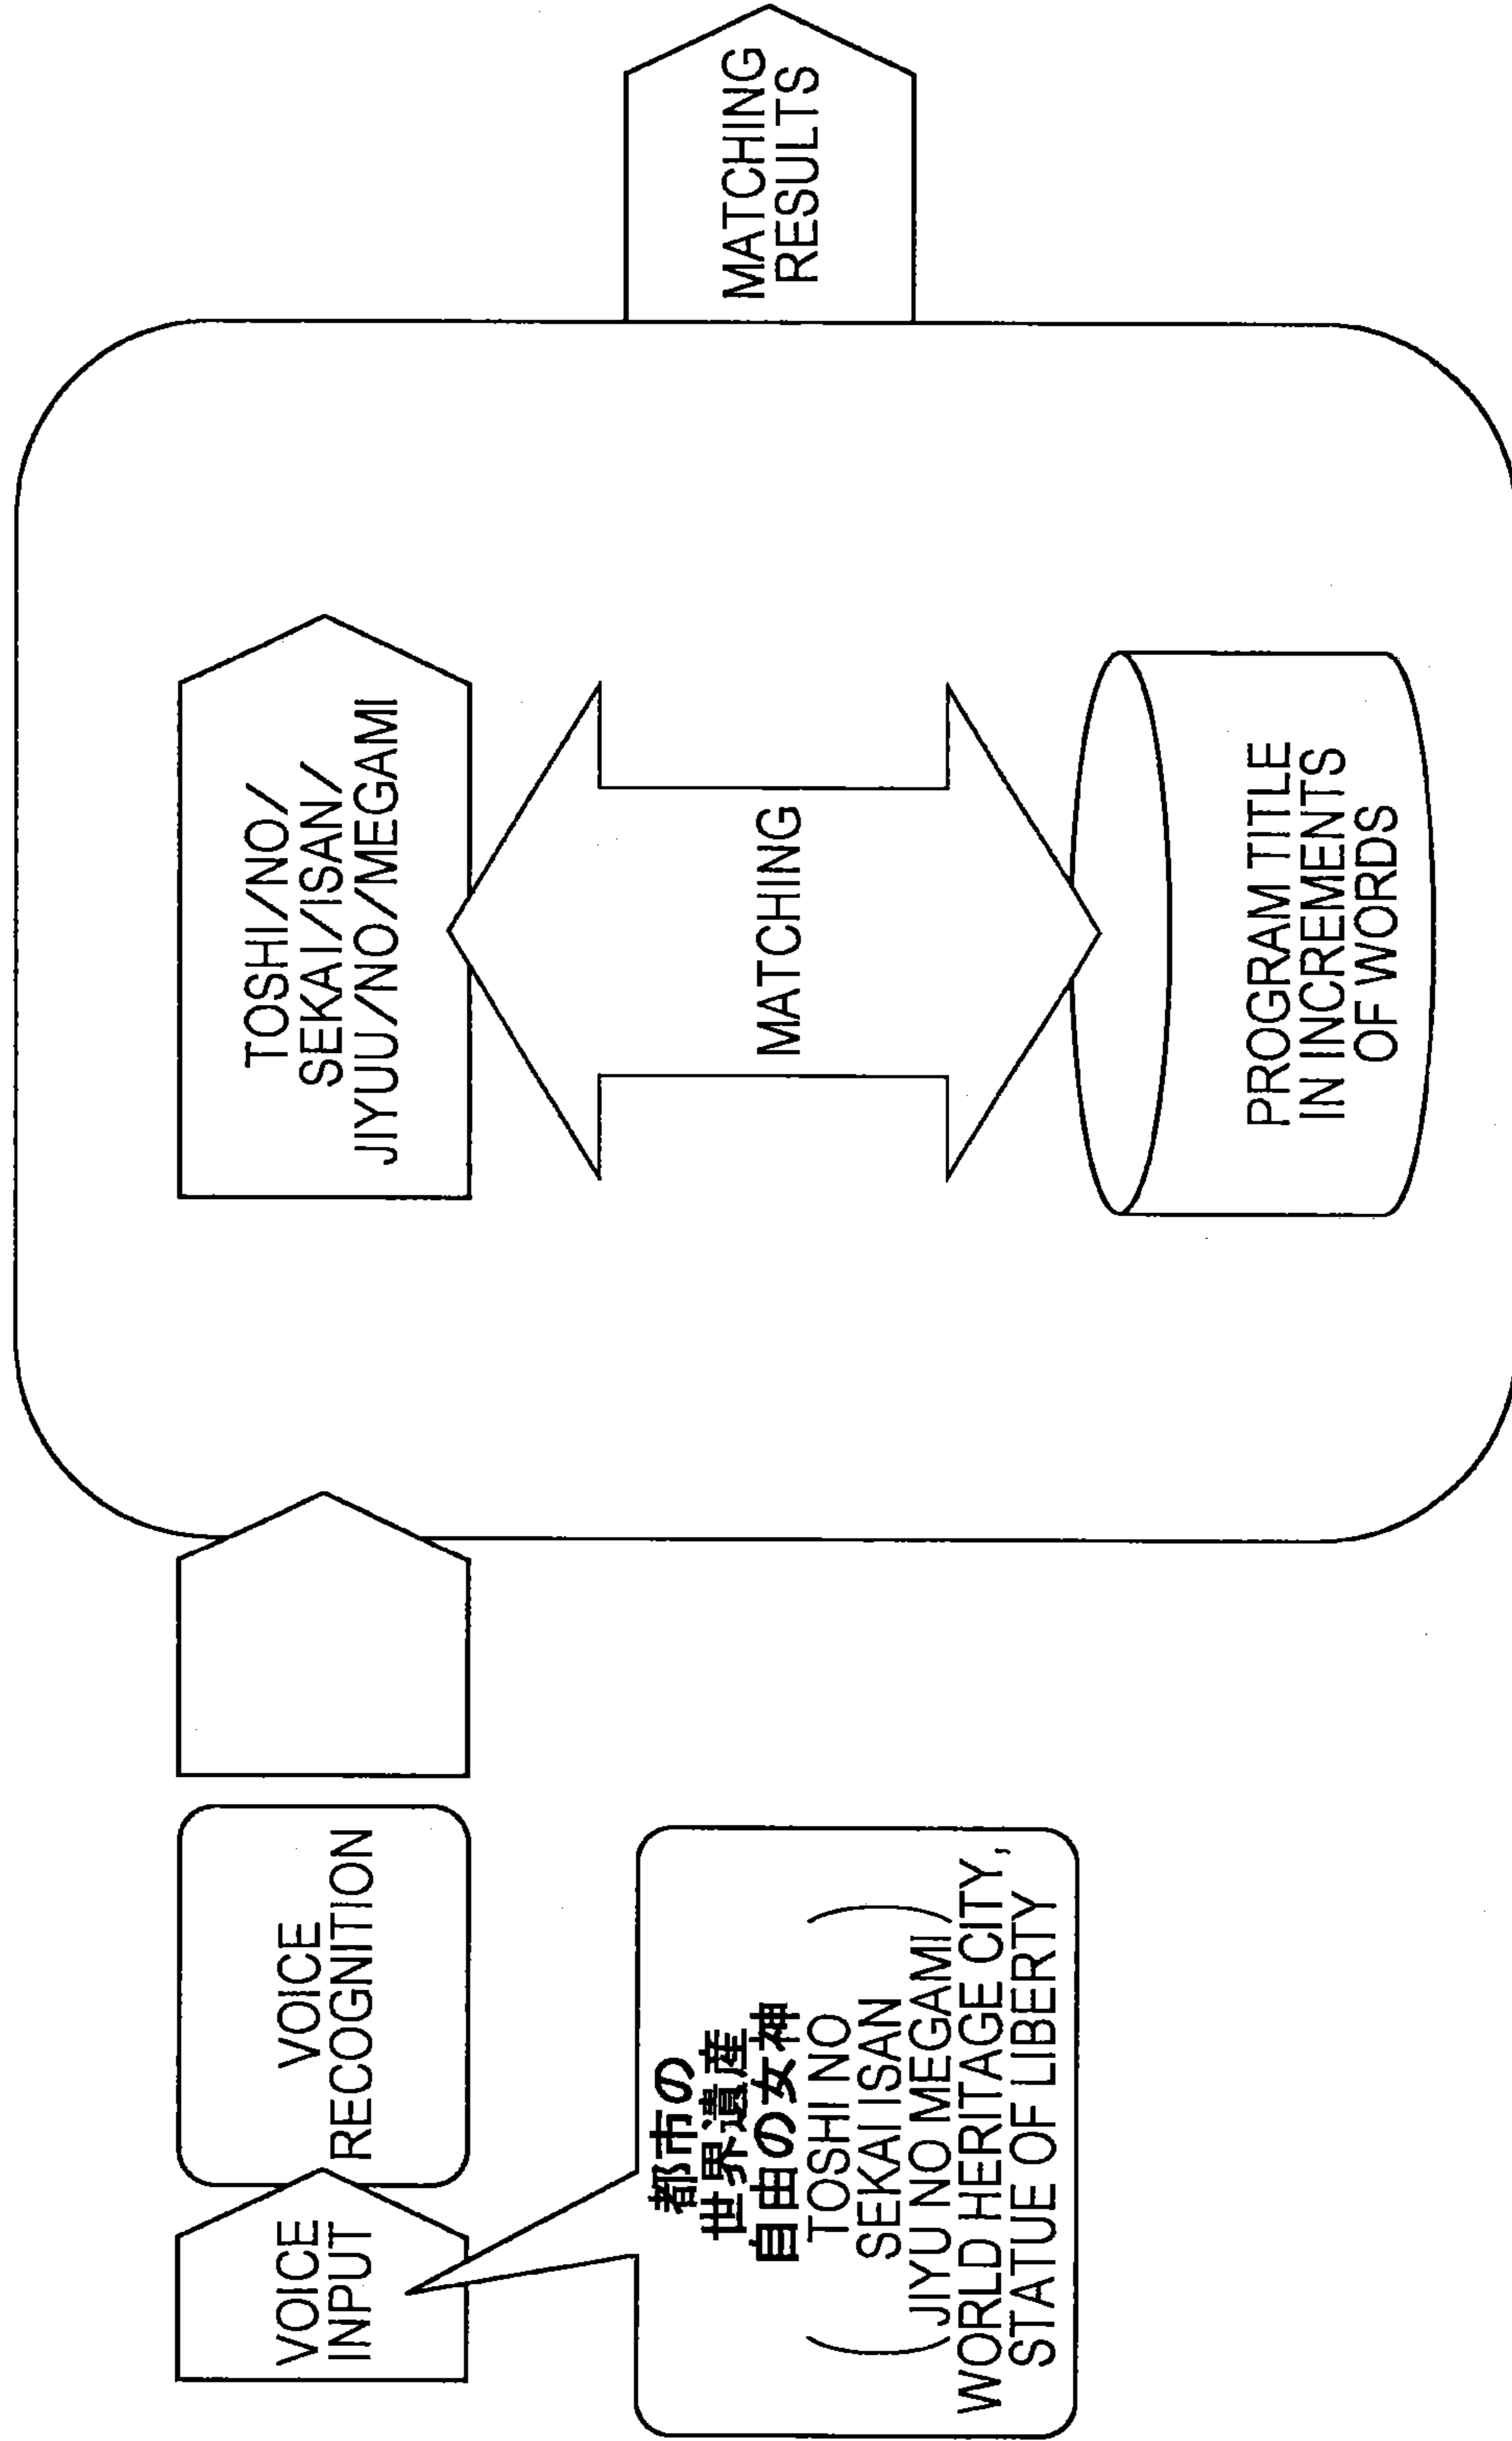 VOICE
INPUT
VOICE
RECOGNITION
都市の
世界遺産
自由の女神
TOSHI NO
SEKAI ISAN
( JIYU NO MEGAMI )
WORLD HERITAGE CITY,
STATUE OF LIBERTY
TOSHI/NO/
SEKAI/ISAN/
JIYUU/NO/MEGAMI
MATCHING
PROGRAM TITLE
IN INCREMENTS
OF WORDS
MATCHING
RESULTS